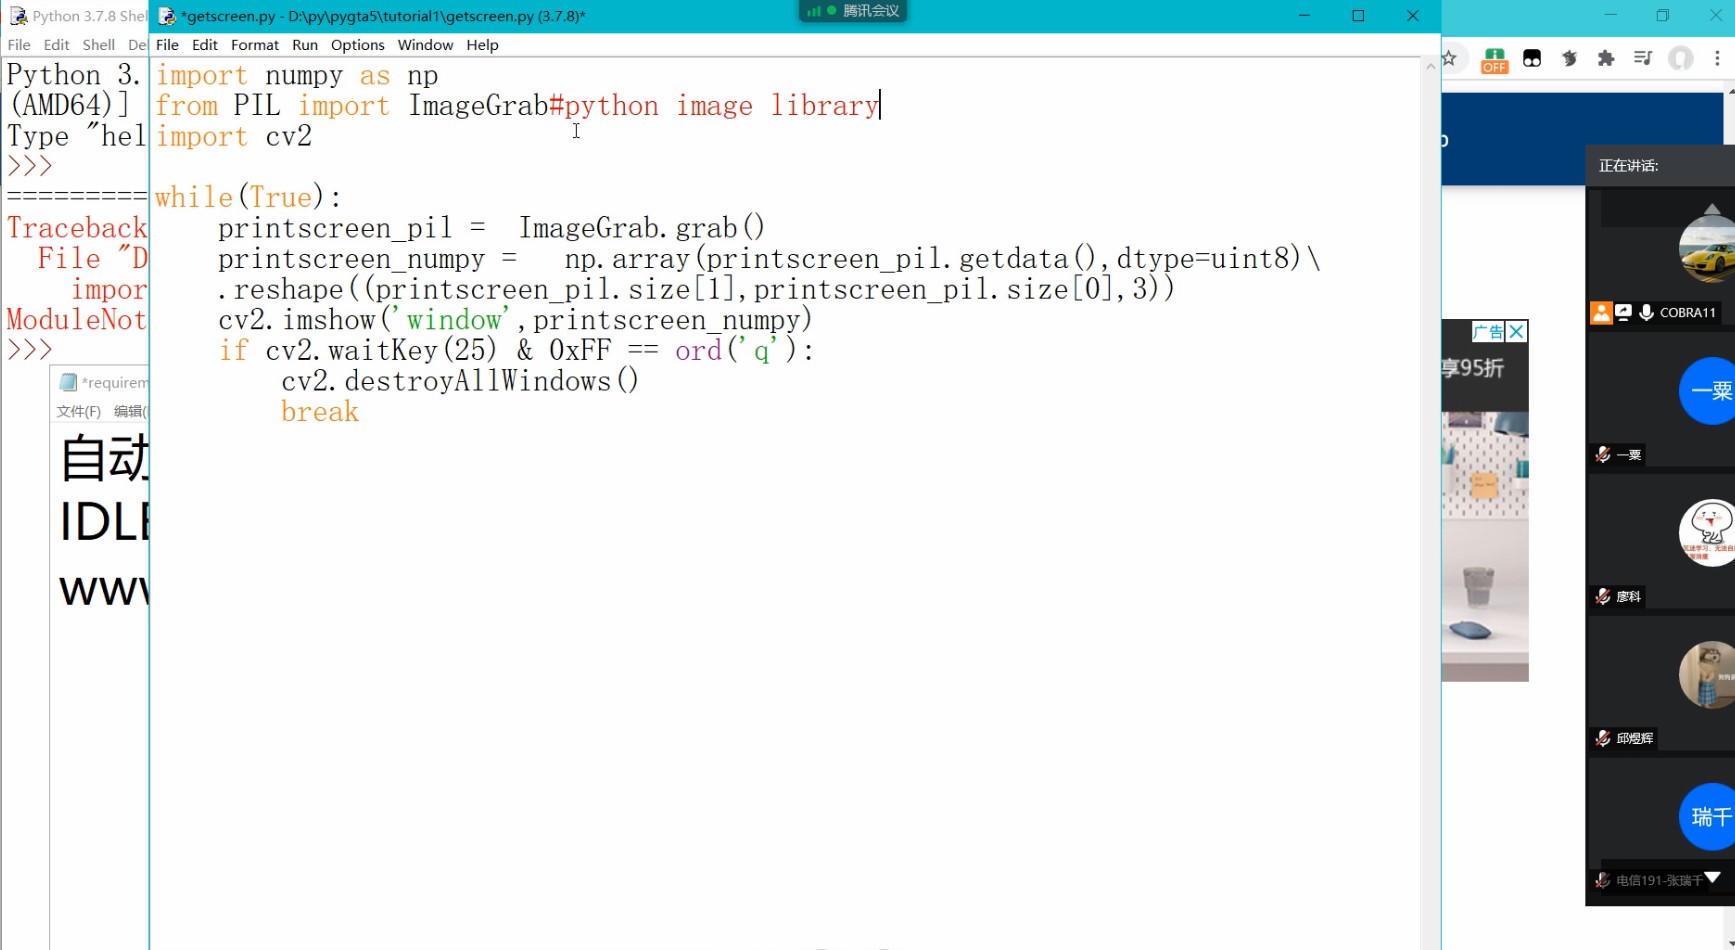 Python 3.7.8 Shel
File Edit Shell De
Python 3.
(AMD64)]
Type "hel
>>>
=========
Traceback
File "D
impor
ModuleNot
>>>
*getscreen.py - D:\py\pygta5\tutorial1\getscreen.py (3.7.8)*
File Edit Format Run Options Window Help
import numpy as np
from PIL import ImageGrab#python image library
import cv2
while(True):
    printscreen_pil =  ImageGrab.grab()
    printscreen_numpy =   np.array(printscreen_pil.getdata(),dtype=uint8)\
    .reshape((printscreen_pil.size[1],printscreen_pil.size[0],3))
    cv2.imshow('window',printscreen_numpy)
    if cv2.waitKey(25) & 0xFF == ord('q'):
        cv2.destroyAllWindows()
        break
*requirem
文件(F) 编辑(
自动
IDLE
www
腾讯会议
OFF
广告
享95折
正在讲话:
COBRA11
一粟
一粟
廖科
邱煜辉
瑞千
电信191-张瑞千